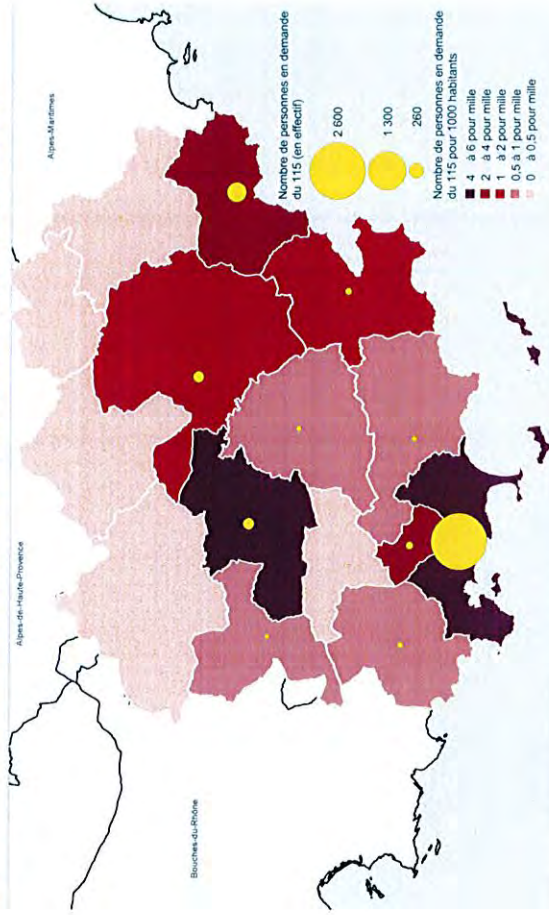 Alpes-de-Haute-Provence
Alpes-Maritimes
Bouches-du-Rhône
Nombre de personnes en demande
du 115 (en effectif)
2 600
1 300
260
Nombre de personnes en demande
du 115 pour 1000 habitants
4 à 6 pour mille
2 à 4 pour mille
1 à 2 pour mille
0,5 à 1 pour mille
0 à 0,5 pour mille